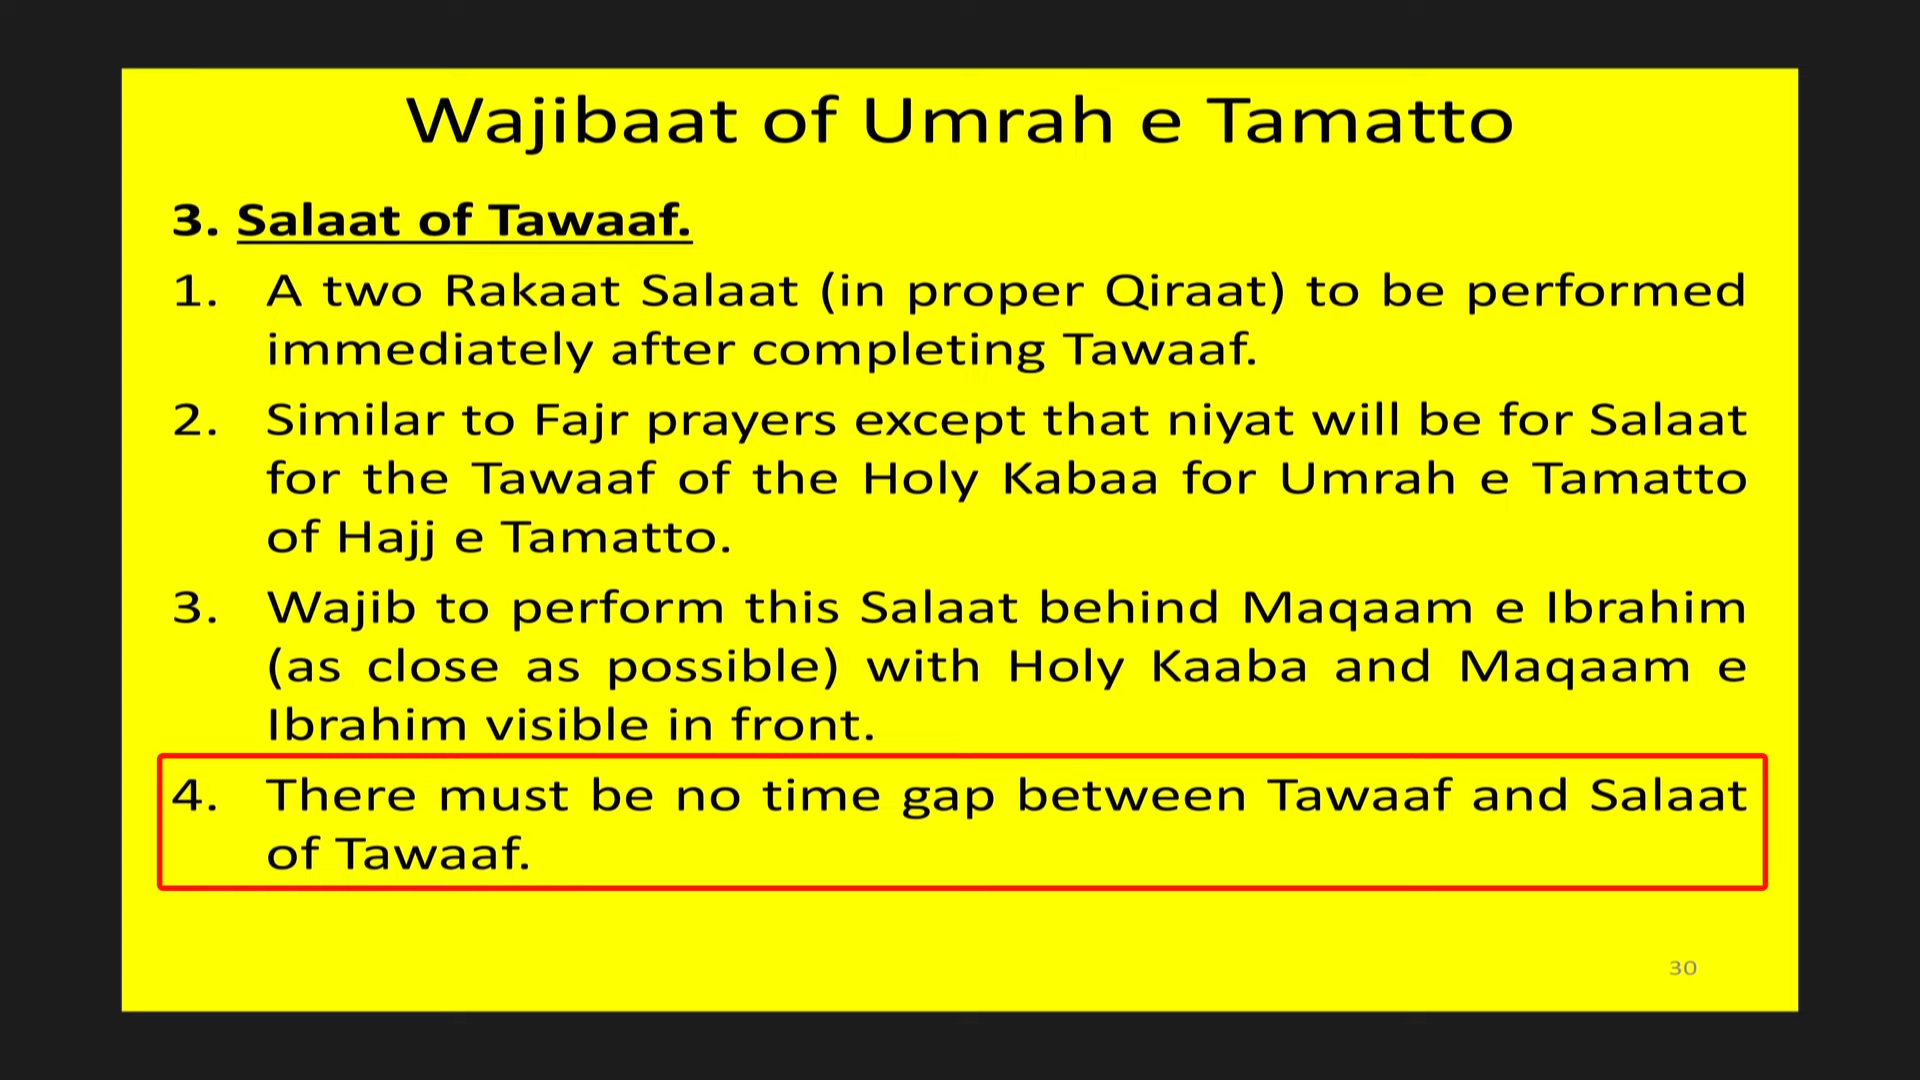 Wajibaat of Umrah e Tamatto
3. Salaat of Tawaaf.
1. A two Rakaat Salaat (in proper Qiraat) to be performed
immediately after completing Tawaaf.
2. Similar to Fajr prayers except that niyat will be for Salaat
for the Tawaaf of the Holy Kabaa for Umrah e Tamatto
of Hajj e Tamatto.
3. Wajib to perform this Salaat behind Maqaam e Ibrahim
(as close as possible) with Holy Kaaba and Maqaam e
Ibrahim visible in front.
4. There must be no time gap between Tawaaf and Salaat
of Tawaaf.
30